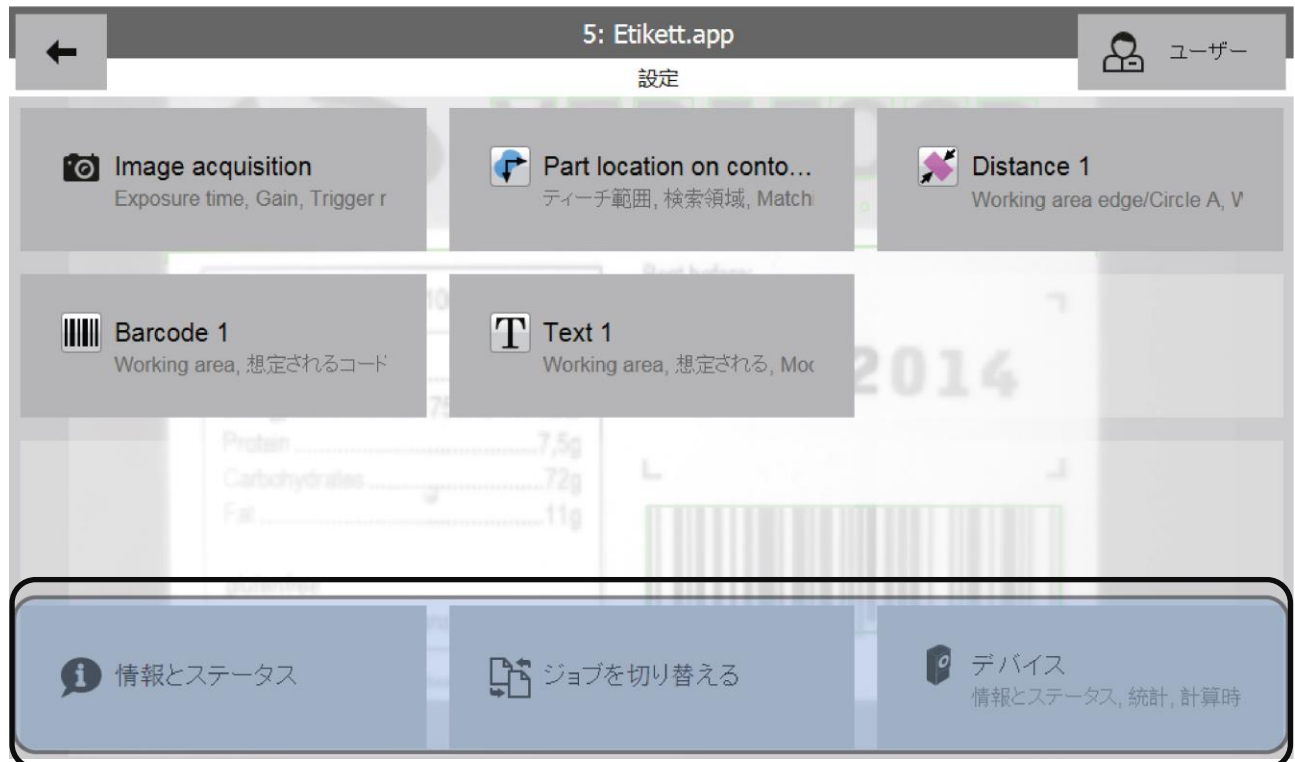 5: Etikett.app
ユーザー
設定
Image acquisition
Exposure time, Gain, Trigger r
Part location on conto...
ティーチ範囲, 検索領域, Match
Distance 1
Working area edge/Circle A, W
Best before:
Barcode 1
Working area, 想定されるコード
Text 1
Working area, 想定される, Moc
2014
Protein 7,5g
Carbohydrates 72g
Fat 11g
情報とステータス
ジョブを切り替える
デバイス
情報とステータス, 統計, 計算時